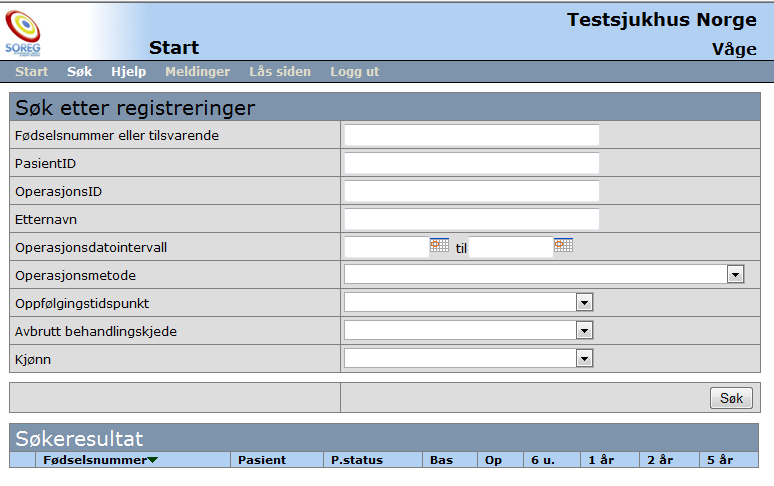 Testsjukhus Norge
SOREG
Start
Våge
Start Søk Hjelp Meldinger Lås siden Logg ut
Søk etter registreringer
Fødselsnummer eller tilsvarende
PasientID
OperasjonsID
Etternavn
Operasjonsdatointervall til
Operasjonsmetode
Oppfølgingstidspunkt
Avbrutt behandlingskjede
Kjønn
Søk
Søkeresultat
Fødselsnummer Pasient P.status Bas Op 6 u. 1 år 2 år 5 år